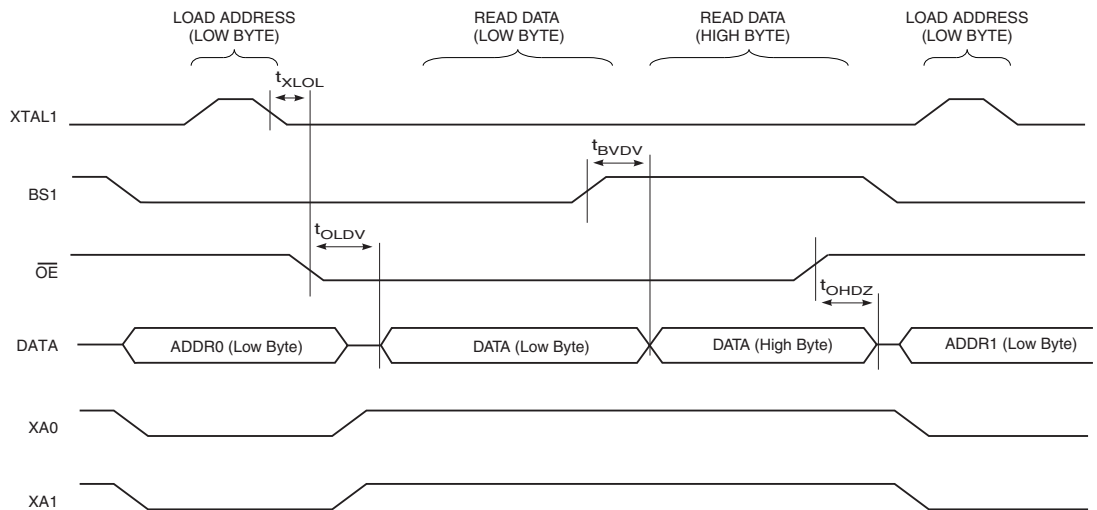 LOAD ADDRESS
(LOW BYTE)
READ DATA
(LOW BYTE)
READ DATA
(HIGH BYTE)
LOAD ADDRESS
(LOW BYTE)
tXLOL
XTAL1
tBVDV
BS1
tOLDV
OE
tOHDZ
DATA
ADDR0 (Low Byte)
DATA (Low Byte)
DATA (High Byte)
ADDR1 (Low Byte)
XA0
XA1